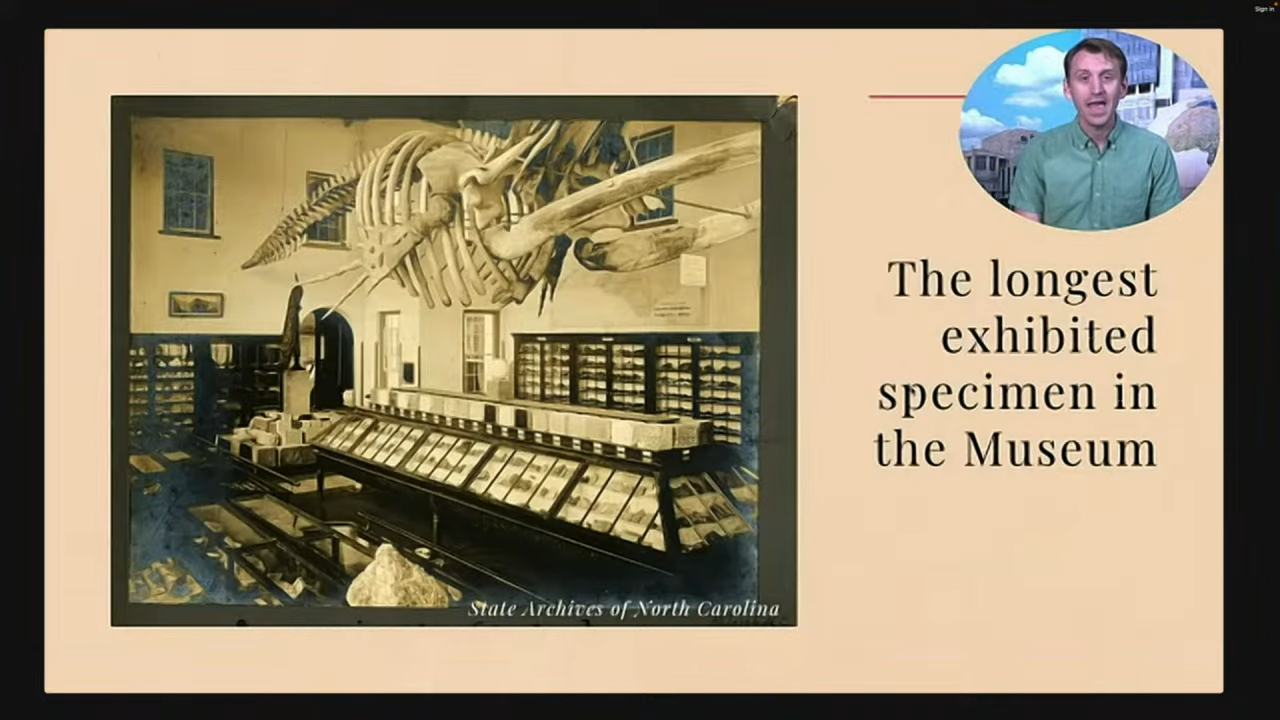 Sign in
The longest
exhibited
specimen in
the Museum
State Archives of North Carolina